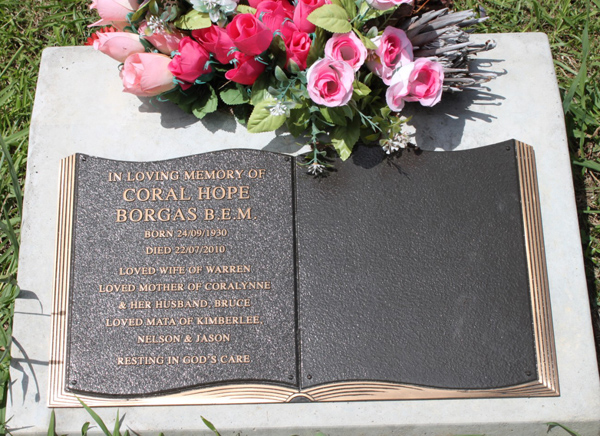 IN LOVING MEMORY OF
CORAL HOPE
BORGAS B.E.M.
BORN 24/09/1930
DIED 22/07/2010
LOVED WIFE OF WARREN
LOVED MOTHER OF CORALYNNE
& HER HUSBAND, BRUCE
LOVED MATA OF KIMBERLEE,
NELSON & JASON
RESTING IN GOD'S CARE